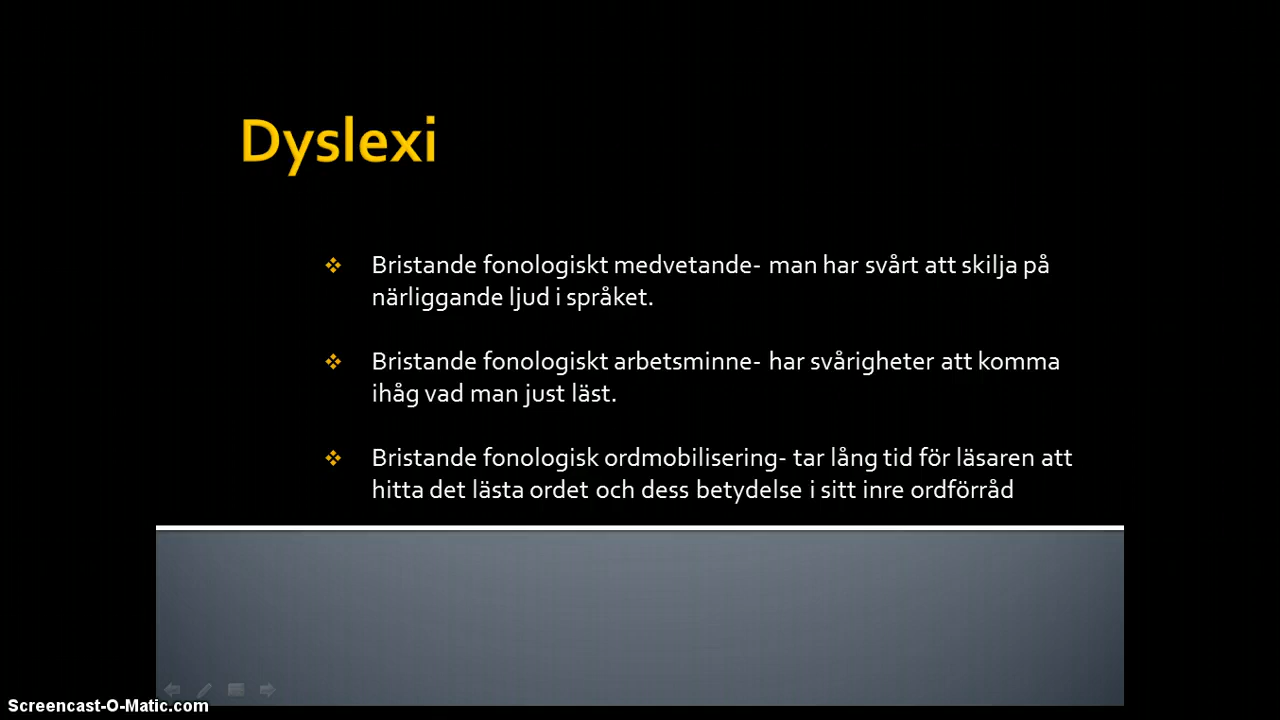 Dyslexi
Bristande fonologiskt medvetande- man har svårt att skilja på
närliggande ljud i språket.
Bristande fonologiskt arbetsminne- har svårigheter att komma
ihåg vad man just läst.
Bristande fonologisk ordmobilisering- tar lång tid för läsaren att
hitta det lästa ordet och dess betydelse i sitt inre ordförråd
Screencast-O-Matic.com